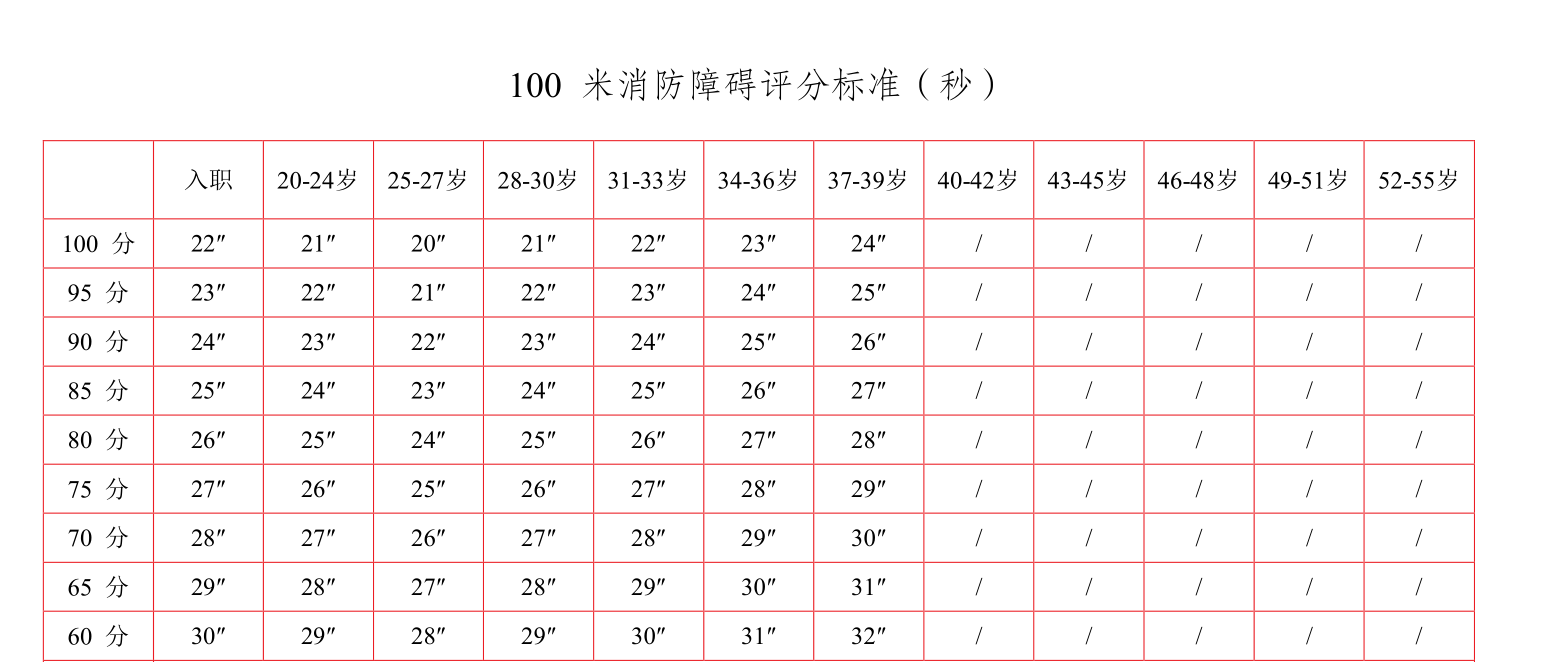 100 米消防障碍评分标准（秒）
入职 20-24岁 25-27岁 28-30岁 31-33岁 34-36岁 37-39岁 40-42岁 43-45岁 46-48岁 49-51岁 52-55岁
100 分 22″ 21″ 20″ 21″ 22″ 23″ 24″ / / / / /
95 分 23″ 22″ 21″ 22″ 23″ 24″ 25″ / / / / /
90 分 24″ 23″ 22″ 23″ 24″ 25″ 26″ / / / / /
85 分 25″ 24″ 23″ 24″ 25″ 26″ 27″ / / / / /
80 分 26″ 25″ 24″ 25″ 26″ 27″ 28″ / / / / /
75 分 27″ 26″ 25″ 26″ 27″ 28″ 29″ / / / / /
70 分 28″ 27″ 26″ 27″ 28″ 29″ 30″ / / / / /
65 分 29″ 28″ 27″ 28″ 29″ 30″ 31″ / / / / /
60 分 30″ 29″ 28″ 29″ 30″ 31″ 32″ / / / / /